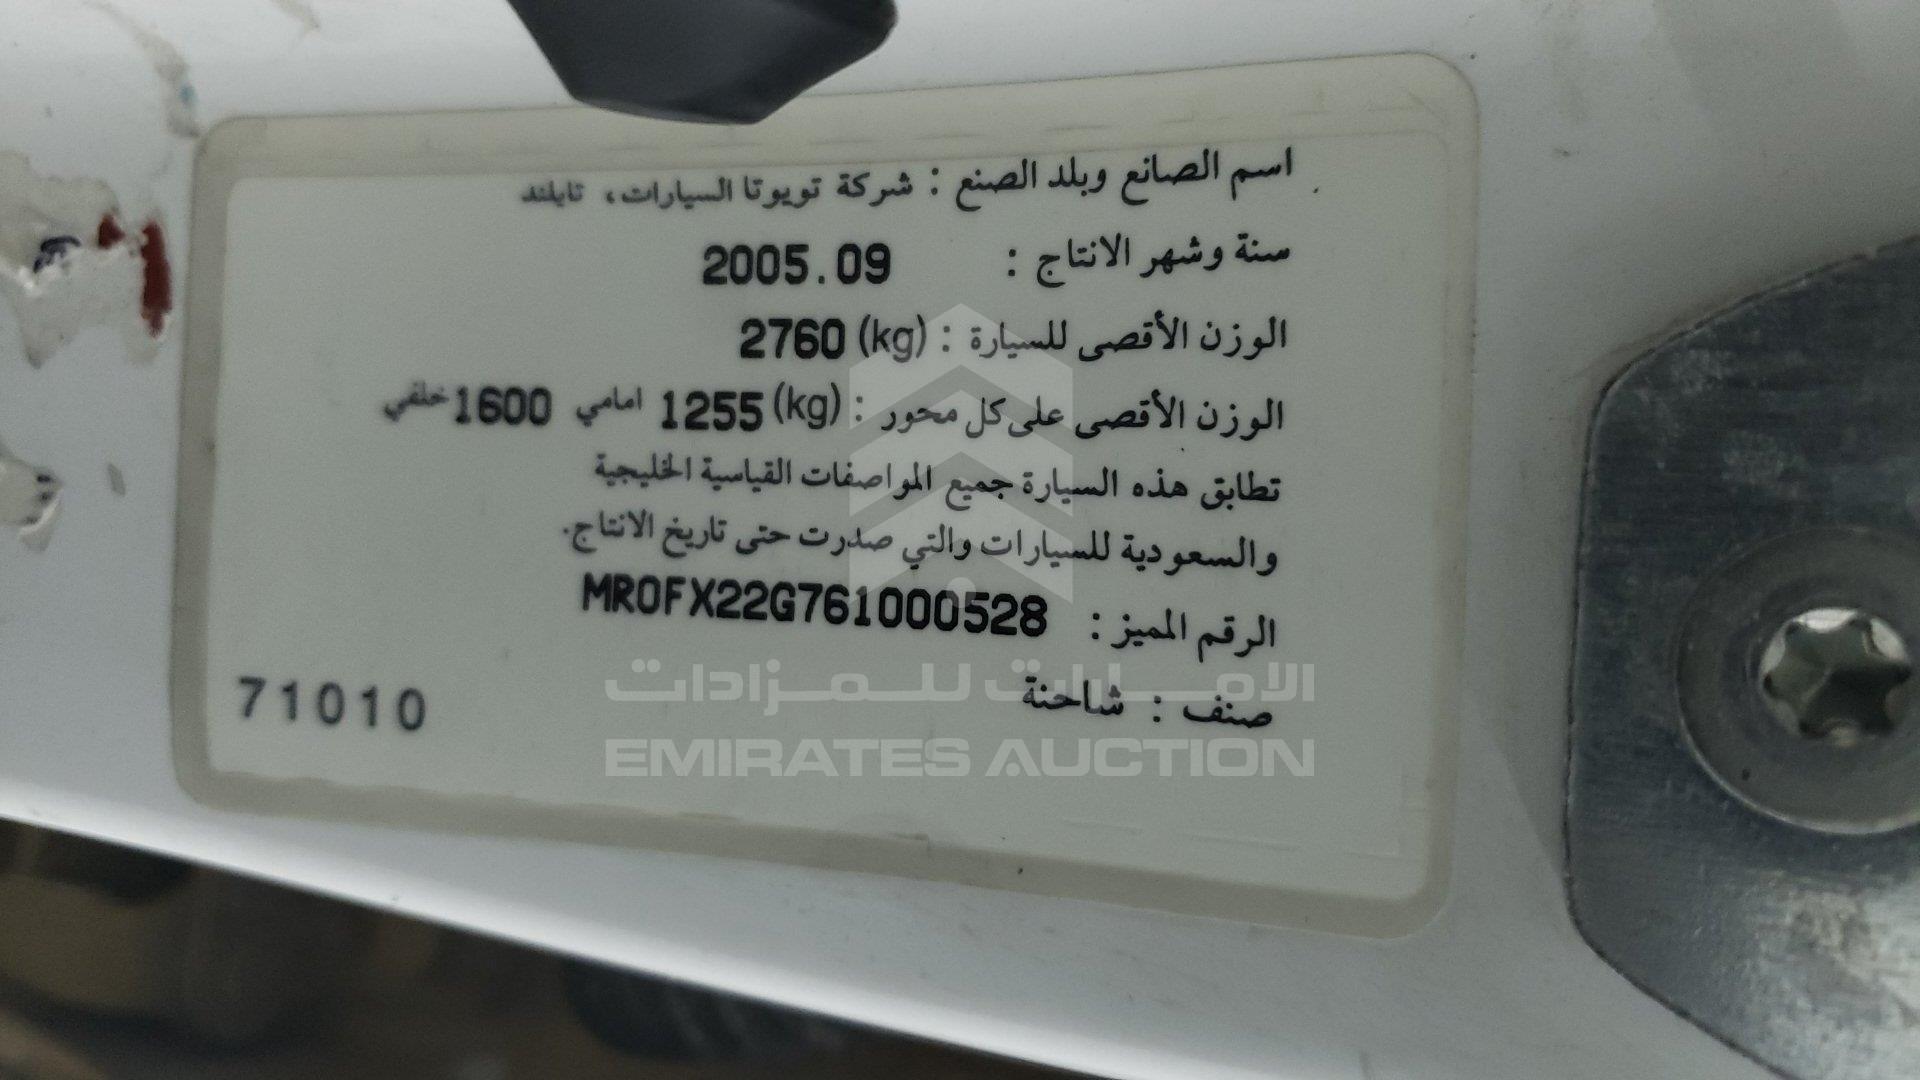 اسم الصانع وبلد الصنع : شركة تويوتا السيارات، تايلند
سنة وشهر الانتاج : 2005.09
الوزن الأقصى للسيارة : (kg) 2760
الوزن الأقصى على كل محور : (kg) 1255 امامي 1600 خلفي
تطابق هذه السيارة جميع المواصفات القياسية الخليجية
والسعودية للسيارات والتي صدرت حتى تاريخ الانتاج.
الرقم المميز : MR0FX22G761000528
صنف : شاحنة
71010
الامارات للمزادات
EMIRATES AUCTION